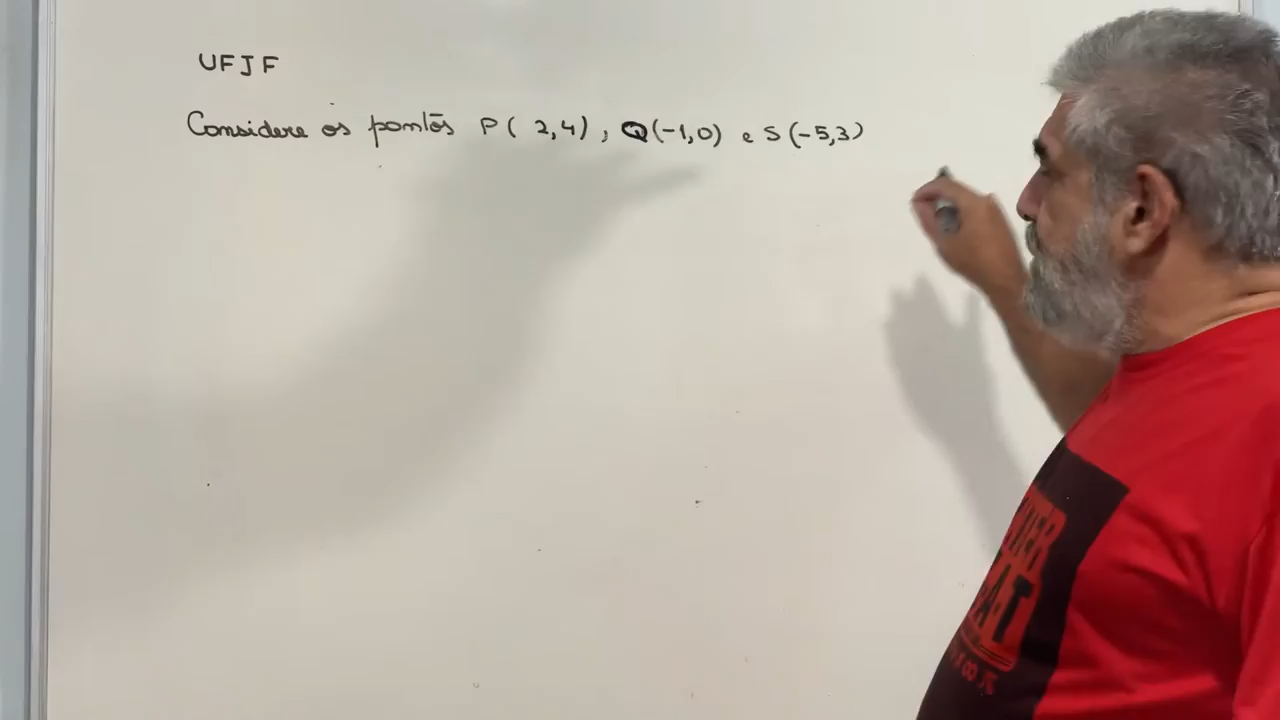 UFJF
Considere os pontos P( 2,4) , Q(-1,0) e S(-5,3)